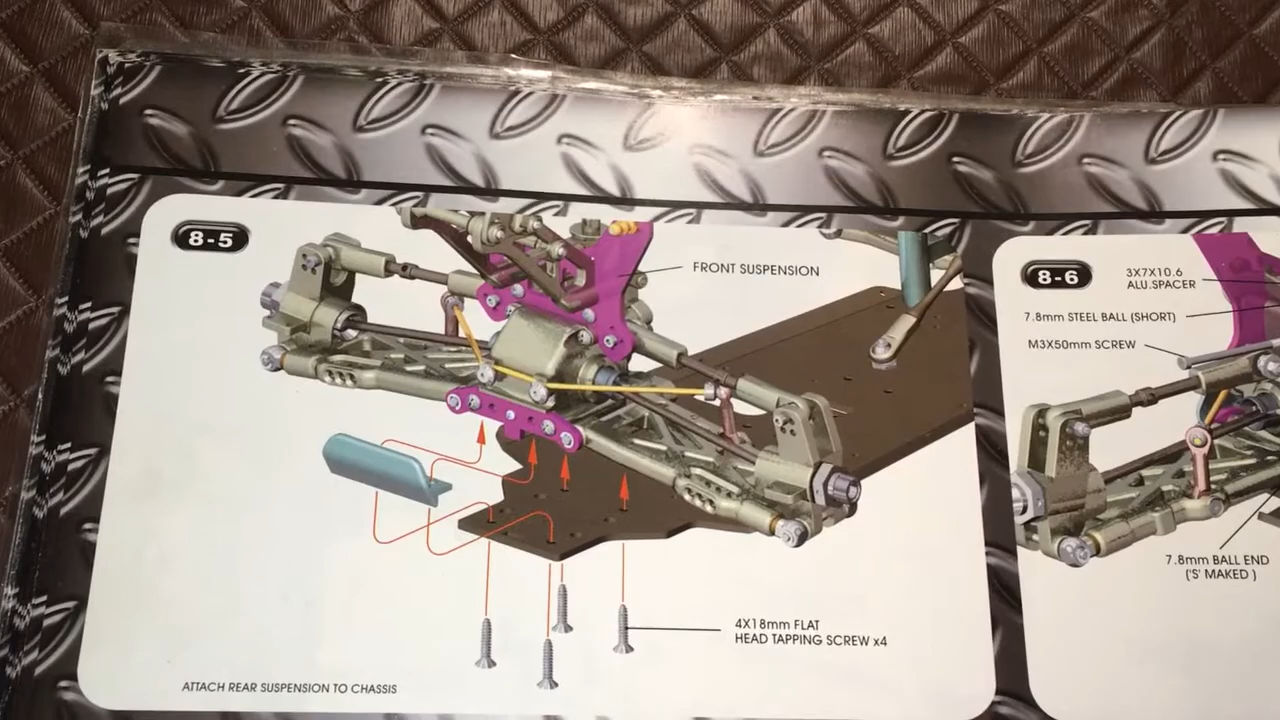 8-5
FRONT SUSPENSION
4X18mm FLAT
HEAD TAPPING SCREW x4
ATTACH REAR SUSPENSION TO CHASSIS
8-6
3X7X10.6
ALU.SPACER
7.8mm STEEL BALL (SHORT)
M3X50mm SCREW
7.8mm BALL END
('S' MAKED )